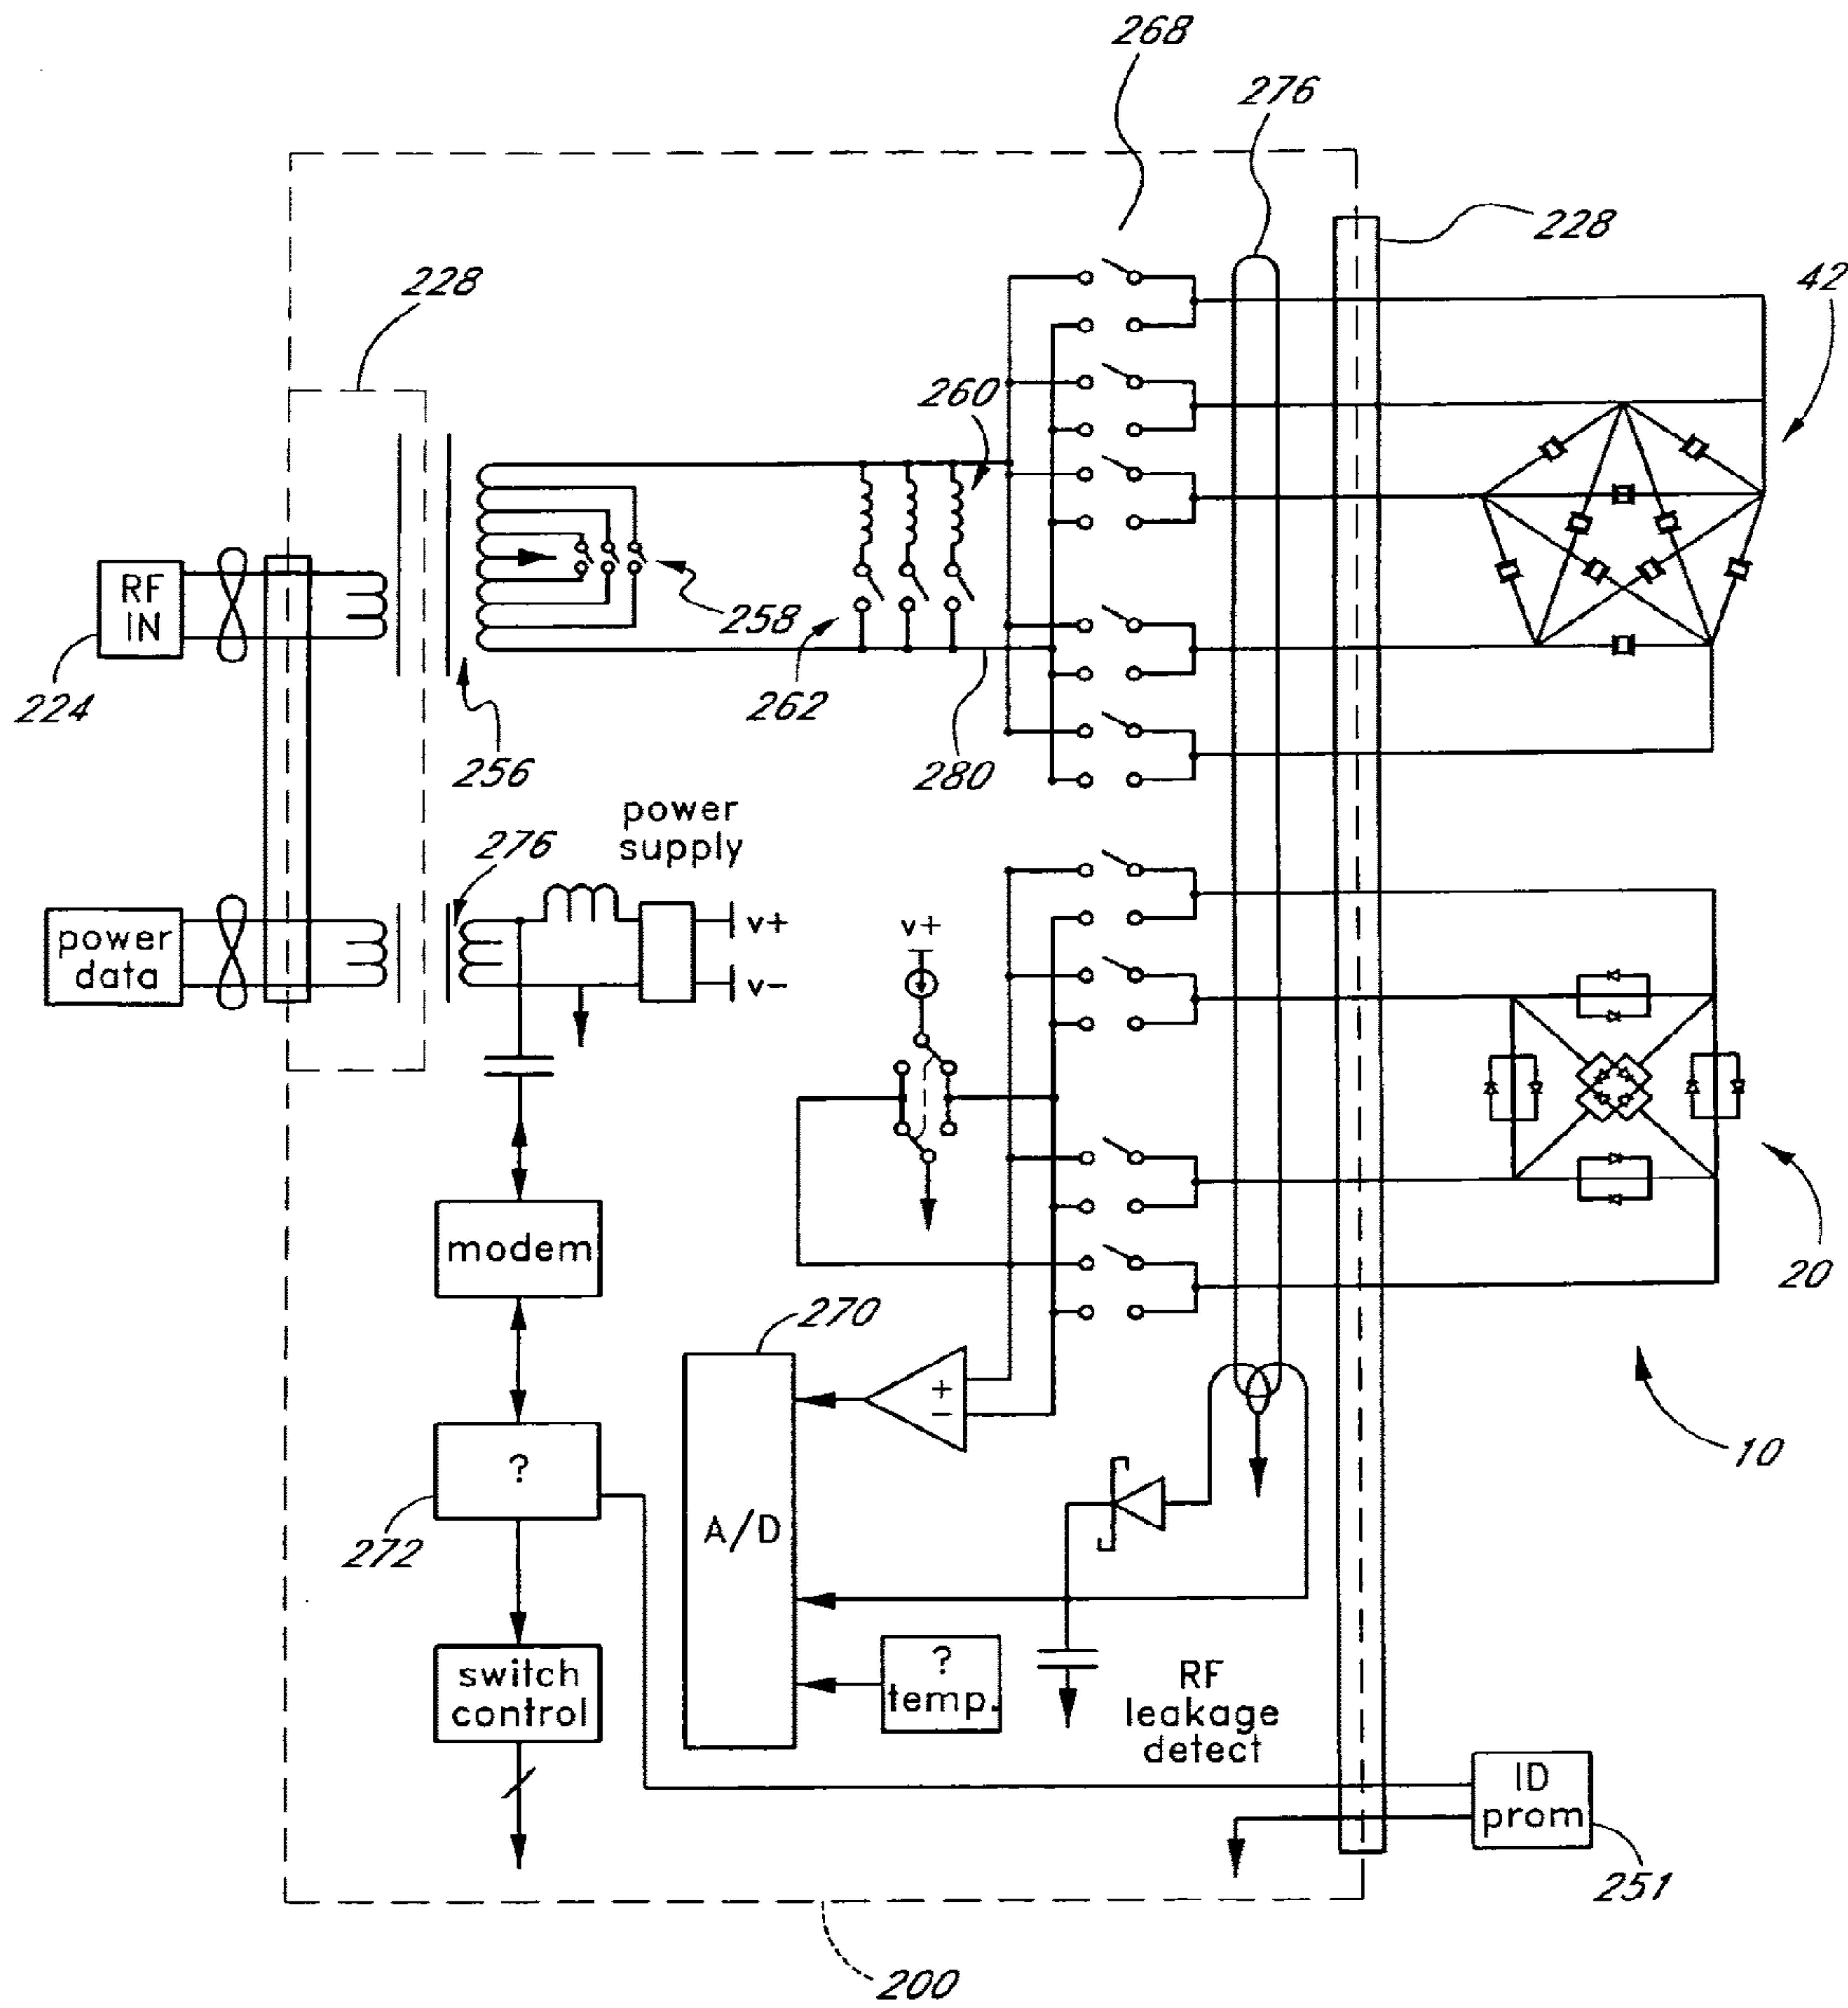 268
276
228
42
228
260
RF
IN
258
224
262
256
280
power
supply
276
v+
power
data
v+
v-
modem
20
270
+
-
10
?
A/D
272
?
temp.
switch
control
RF
leakage
detect
ID
prom
251
200